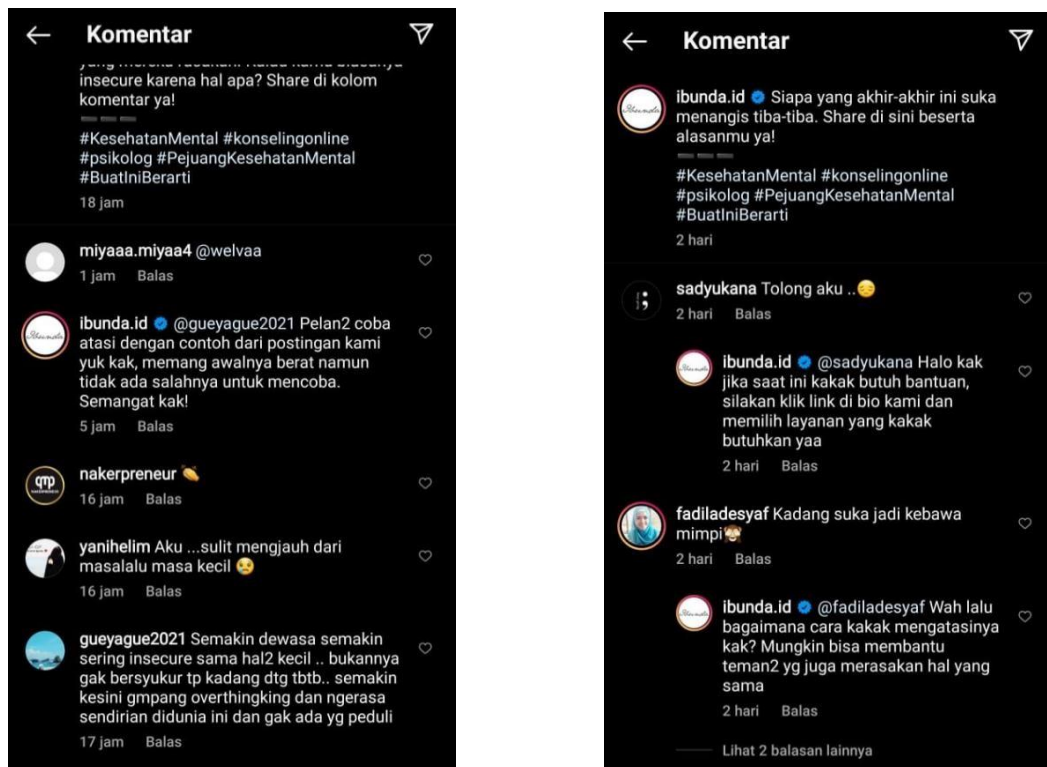 Komentar
insecure karena hal apa? Share di kolom
komentar ya!
#KesehatanMental #konselingonline
#psikolog #PejuangKesehatanMental
#BuatIniBerarti
18 jam
miyaaa.miyaa4 @welvaa
1 jam Balas
ibunda.id @gueyague2021 Pelan2 coba
atasi dengan contoh dari postingan kami
yuk kak, memang awalnya berat namun
tidak ada salahnya untuk mencoba.
Semangat kak!
5 jam Balas
nakerpreneur 👏
16 jam Balas
yanihelim Aku ...sulit mengjauh dari
masalalu masa kecil 😢
16 jam Balas
gueyague2021 Semakin dewasa semakin
sering insecure sama hal2 kecil .. bukannya
gak bersyukur tp kadang dtg tbtb.. semakin
kesini gmpang overthingking dan ngerasa
sendirian didunia ini dan gak ada yg peduli
17 jam Balas
Komentar
ibunda.id Siapa yang akhir-akhir ini suka
menangis tiba-tiba. Share di sini beserta
alasanmu ya!
#KesehatanMental #konselingonline
#psikolog #PejuangKesehatanMental
#BuatIniBerarti
2 hari
sadyukana Tolong aku ..😔
2 hari Balas
ibunda.id @sadyukana Halo kak
jika saat ini kakak butuh bantuan,
silakan klik link di bio kami dan
memilih layanan yang kakak
butuhkan yaa
2 hari Balas
fadiladesyaf Kadang suka jadi kebawa
mimpi🙈
2 hari Balas
ibunda.id @fadiladesyaf Wah lalu
bagaimana cara kakak mengatasinya
kak? Mungkin bisa membantu
teman2 yg juga merasakan hal yang
sama
2 hari Balas
Lihat 2 balasan lainnya